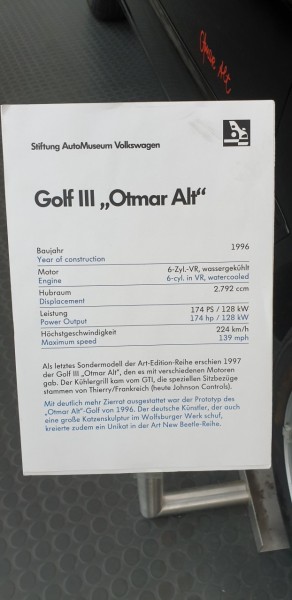 Otmar Alt
Stiftung AutoMuseum Volkswagen
Golf III „Otmar Alt“
Baujahr 1996
Year of construction
Motor 6-Zyl.-VR, wassergekühlt
Engine 6-cyl. in VR, watercooled
Hubraum 2.792 ccm
Displacement
Leistung 174 PS / 128 kW
Power Output 174 hp / 128 kW
Höchstgeschwindigkeit 224 km/h
Maximum speed 139 mph
Als letztes Sondermodell der Art-Edition-Reihe erschien 1997
der Golf III „Otmar Alt“, den es mit verschiedenen Motoren
gab. Der Kühlergrill kam vom GTI, die speziellen Sitzbezüge
stammen von Thierry/Frankreich (heute Johnson Controls).
Mit deutlich mehr Zierrat ausgestattet war der Prototyp des
„Otmar Alt“-Golf von 1996. Der deutsche Künstler, der auch
eine große Katzenskulptur im Wolfsburger Werk schuf,
kreierte zudem ein Unikat in der Art New Beetle-Reihe.